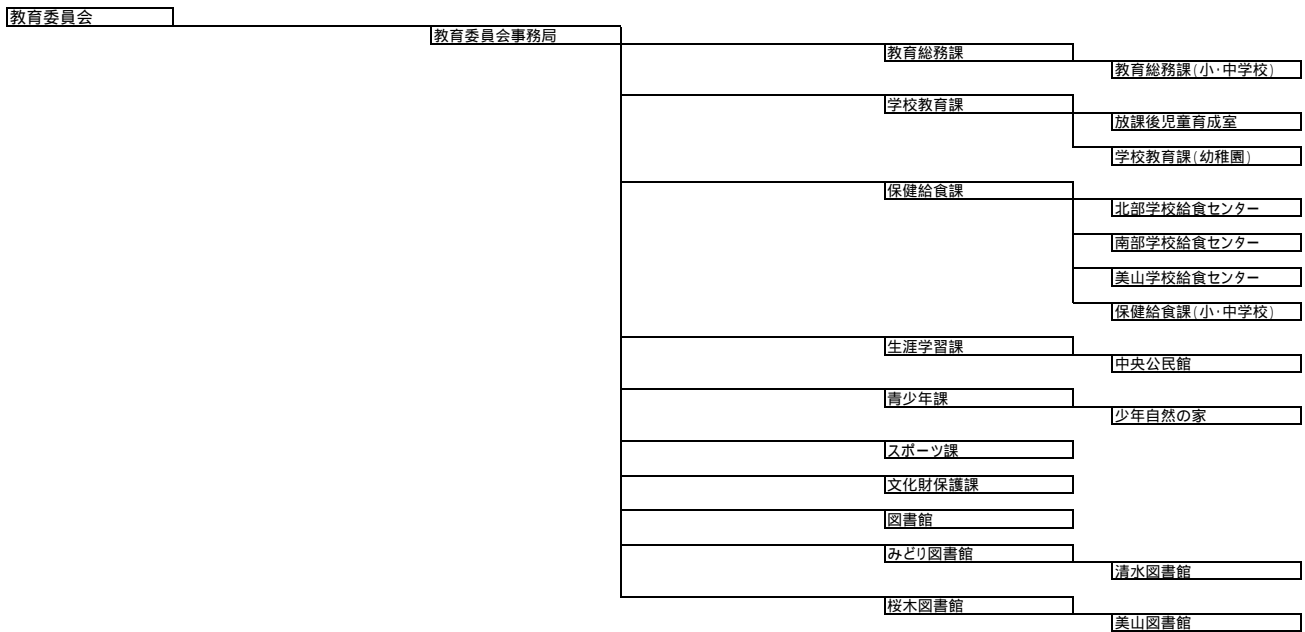 教育委員会
教育委員会事務局
教育総務課
教育総務課(小・中学校)
学校教育課
放課後児童育成室
学校教育課(幼稚園)
保健給食課
北部学校給食センター
南部学校給食センター
美山学校給食センター
保健給食課(小・中学校)
生涯学習課
中央公民館
青少年課
少年自然の家
スポーツ課
文化財保護課
図書館
みどり図書館
清水図書館
桜木図書館
美山図書館